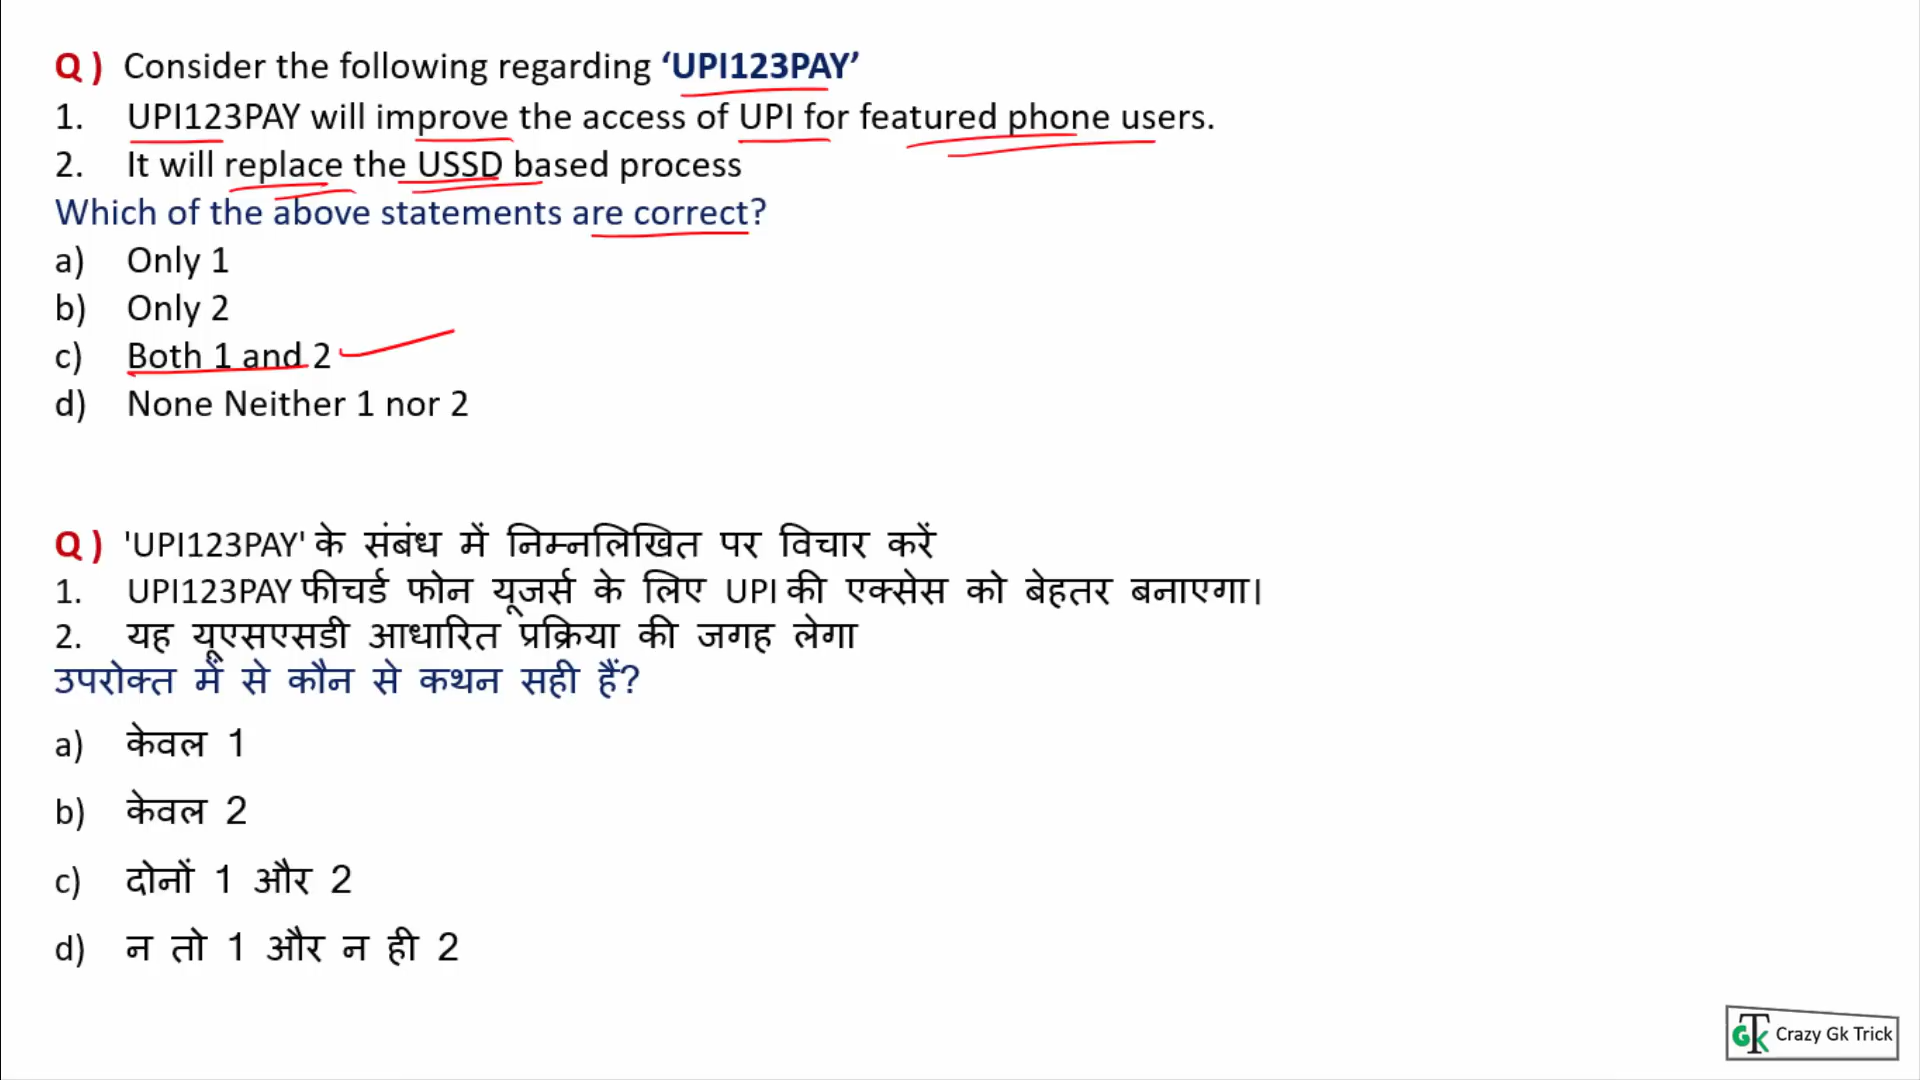 Q ) Consider the following regarding ‘UPI123PAY’
1. UPI123PAY will improve the access of UPI for featured phone users.
2. It will replace the USSD based process
Which of the above statements are correct?
a) Only 1
b) Only 2
c) Both 1 and 2
d) None Neither 1 nor 2
Q ) 'UPI123PAY' के संबंध में निम्नलिखित पर विचार करें
1. UPI123PAY फीचर्ड फोन यूजर्स के लिए UPI की एक्सेस को बेहतर बनाएगा।
2. यह यूएसएसडी आधारित प्रक्रिया की जगह लेगा
उपरोक्त में से कौन से कथन सही हैं?
a) केवल 1
b) केवल 2
c) दोनों 1 और 2
d) न तो 1 और न ही 2
GTK Crazy Gk Trick